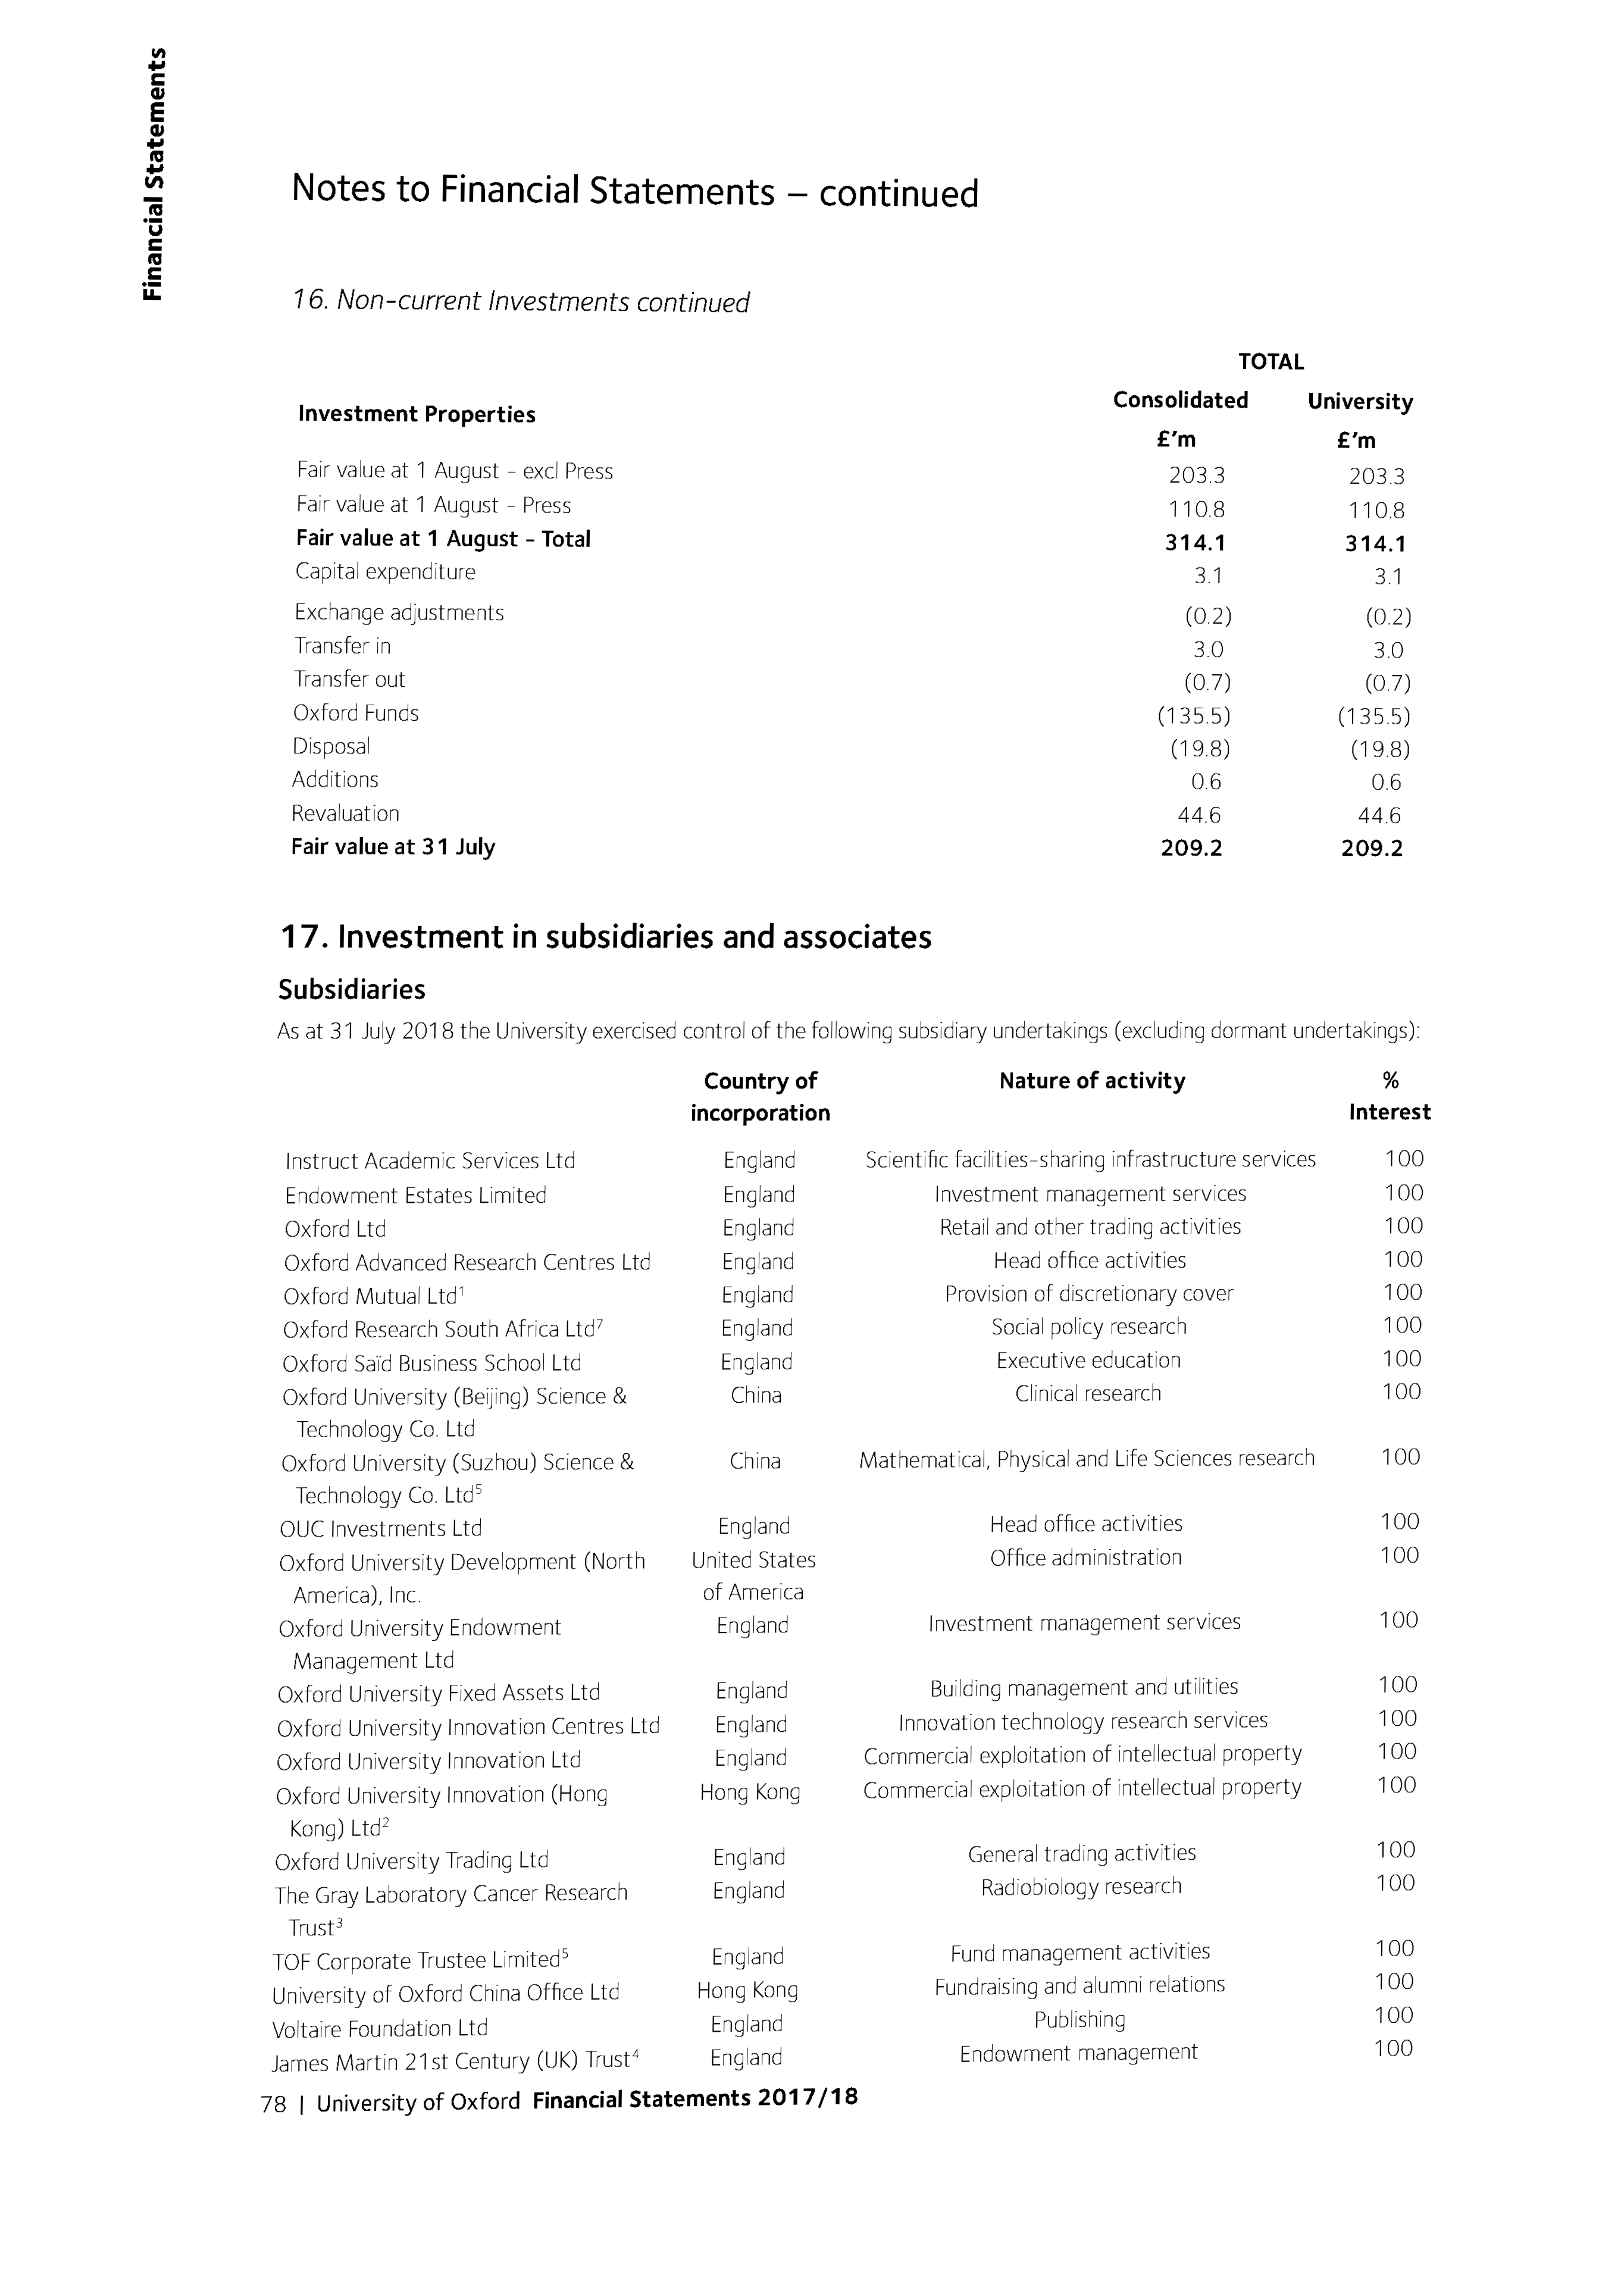 Financial Statements
Notes to Financial Statements – continued
16. Non-current Investments continued
TOTAL
Investment Properties Consolidated University
£'m £'m
Fair value at 1 August - excl Press 203.3 203.3
Fair value at 1 August - Press 110.8 110.8
Fair value at 1 August - Total 314.1 314.1
Capital expenditure 3.1 3.1
Exchange adjustments (0.2) (0.2)
Transfer in 3.0 3.0
Transfer out (0.7) (0.7)
Oxford Funds (135.5) (135.5)
Disposal (19.8) (19.8)
Additions 0.6 0.6
Revaluation 44.6 44.6
Fair value at 31 July 209.2 209.2
17. Investment in subsidiaries and associates
Subsidiaries
As at 31 July 2018 the University exercised control of the following subsidiary undertakings (excluding dormant undertakings):
Country of Nature of activity %
incorporation Interest
Instruct Academic Services Ltd England Scientific facilities-sharing infrastructure services 100
Endowment Estates Limited England Investment management services 100
Oxford Ltd England Retail and other trading activities 100
Oxford Advanced Research Centres Ltd England Head office activities 100
Oxford Mutual Ltd¹ England Provision of discretionary cover 100
Oxford Research South Africa Ltd⁷ England Social policy research 100
Oxford Saïd Business School Ltd England Executive education 100
Oxford University (Beijing) Science & China Clinical research 100
Technology Co. Ltd
Oxford University (Suzhou) Science & China Mathematical, Physical and Life Sciences research 100
Technology Co. Ltd⁵
OUC Investments Ltd England Head office activities 100
Oxford University Development (North United States Office administration 100
America), Inc. of America
Oxford University Endowment England Investment management services 100
Management Ltd
Oxford University Fixed Assets Ltd England Building management and utilities 100
Oxford University Innovation Centres Ltd England Innovation technology research services 100
Oxford University Innovation Ltd England Commercial exploitation of intellectual property 100
Oxford University Innovation (Hong Hong Kong Commercial exploitation of intellectual property 100
Kong) Ltd²
Oxford University Trading Ltd England General trading activities 100
The Gray Laboratory Cancer Research England Radiobiology research 100
Trust³
TOF Corporate Trustee Limited⁵ England Fund management activities 100
University of Oxford China Office Ltd Hong Kong Fundraising and alumni relations 100
Voltaire Foundation Ltd England Publishing 100
James Martin 21st Century (UK) Trust⁴ England Endowment management 100
78 | University of Oxford Financial Statements 2017/18